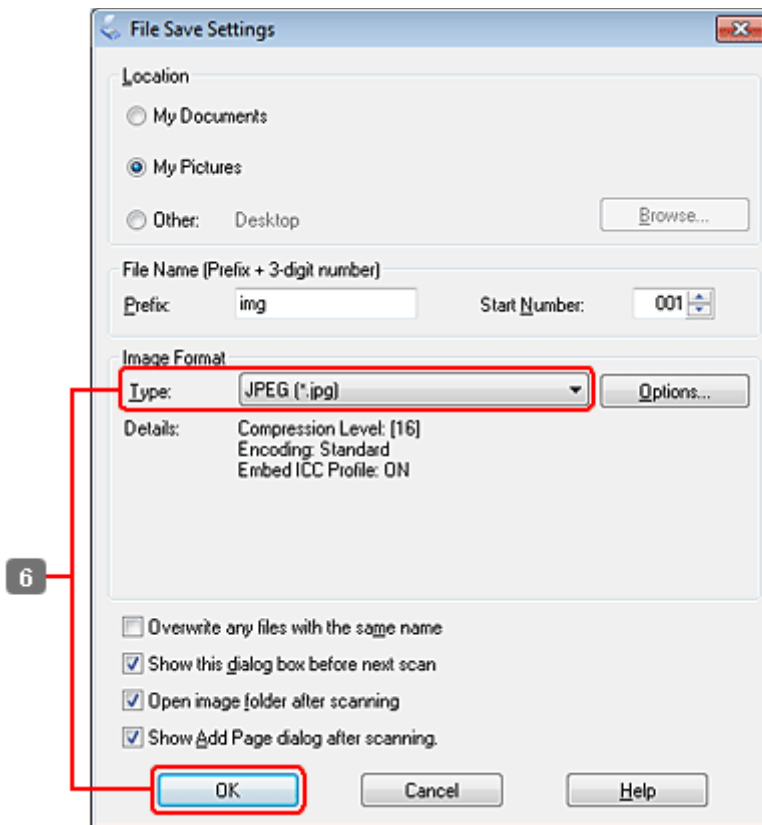 File Save Settings
Location
My Documents
My Pictures
Other: Desktop Browse...
File Name (Prefix + 3-digit number)
Prefix: img Start Number: 001
Image Format
Type: JPEG (*.jpg) Options...
Details: Compression Level: [16]
Encoding: Standard
Embed ICC Profile: ON
6
Overwrite any files with the same name
Show this dialog box before next scan
Open image folder after scanning
Show Add Page dialog after scanning.
OK Cancel Help